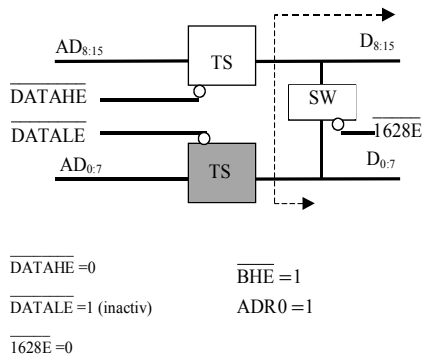 AD8:15
TS
D8:15
DATAHE
SW
DATALE
1628E
AD0:7
TS
D0:7
DATAHE =0
BHE =1
DATALE =1 (inactiv)
ADR0 =1
1628E =0